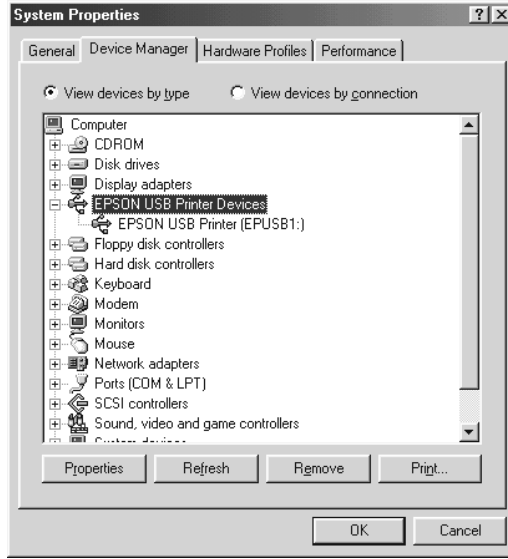 System Properties
General Device Manager Hardware Profiles Performance
View devices by type View devices by connection
Computer
CDROM
Disk drives
Display adapters
EPSON USB Printer Devices
EPSON USB Printer (EPUSB1:)
Floppy disk controllers
Hard disk controllers
Keyboard
Modem
Monitors
Mouse
Network adapters
Ports (COM & LPT)
SCSI controllers
Sound, video and game controllers
Properties Refresh Remove Print...
OK Cancel